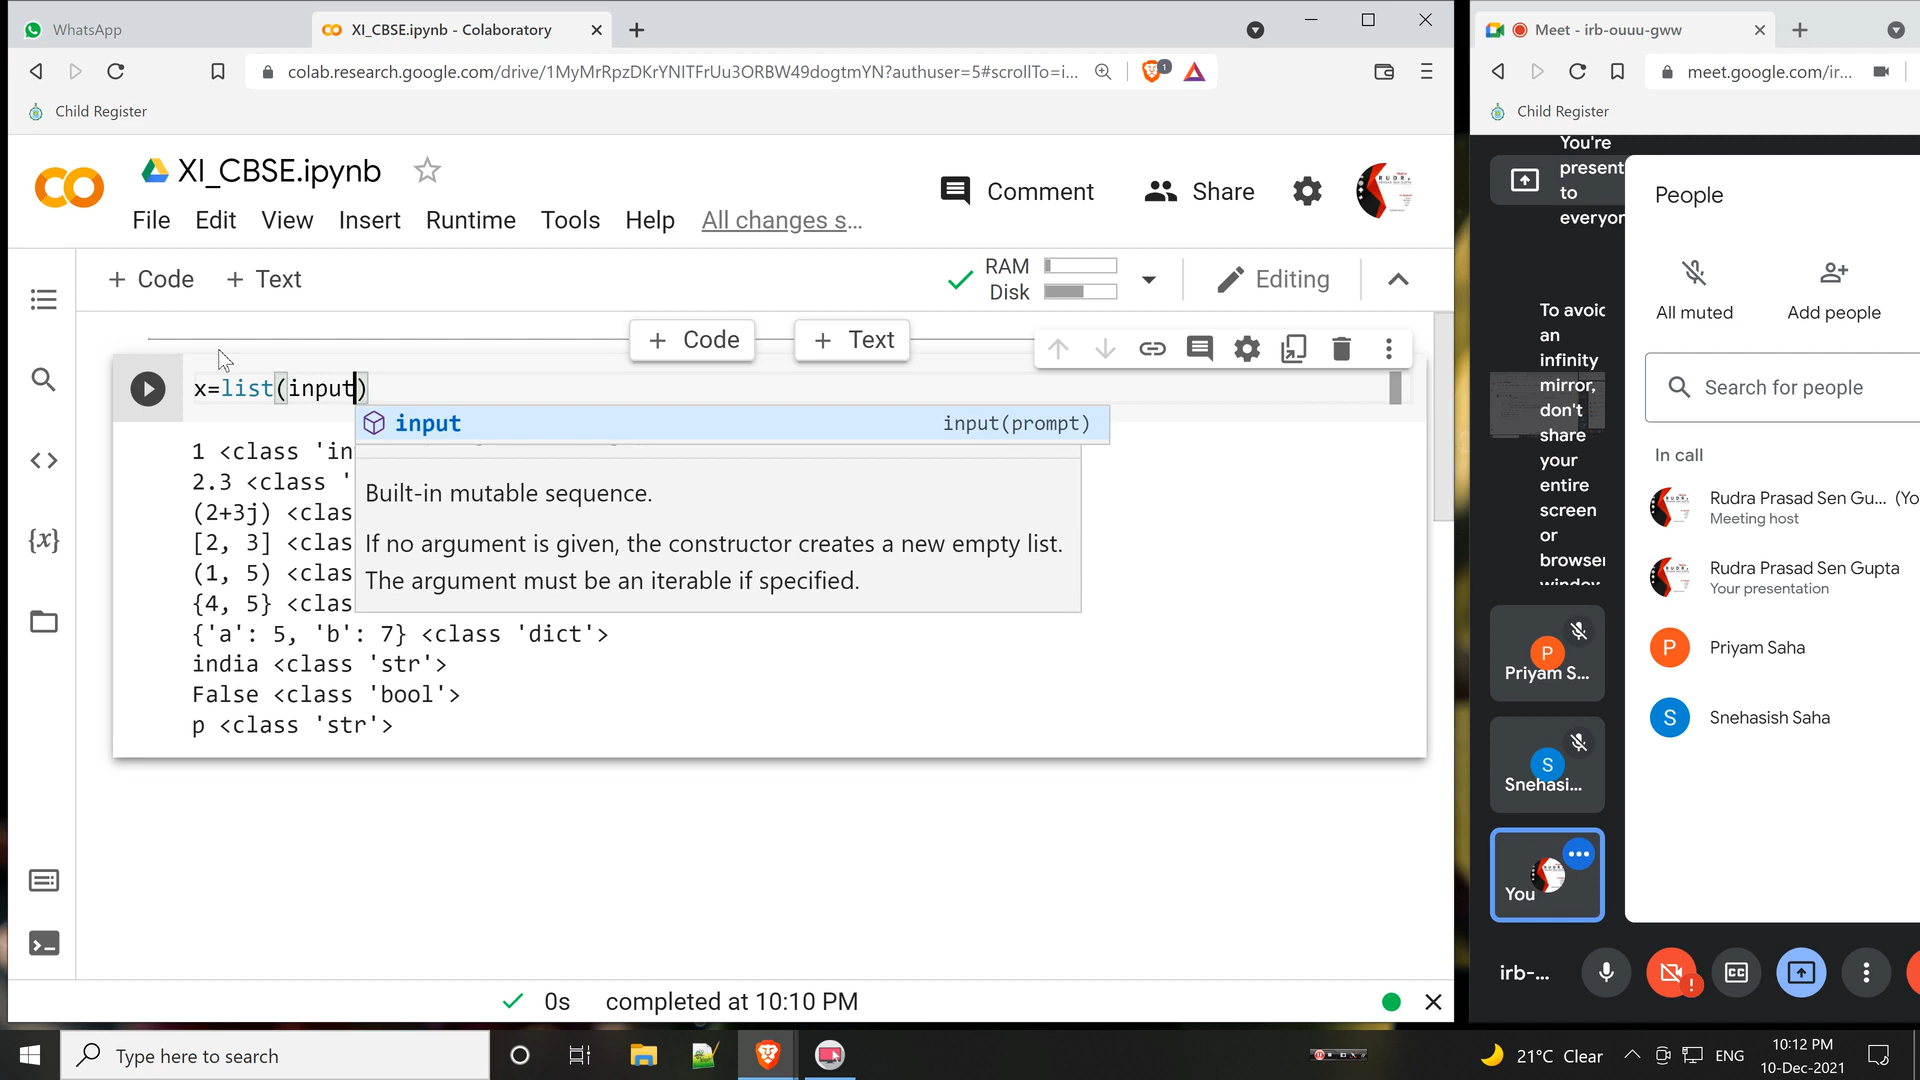 WhatsApp
XI_CBSE.ipynb - Colaboratory
Meet - irb-ouuu-gww
colab.research.google.com/drive/1MyMrRpzDKrYNITFrUu3ORBW49dogtmYN?authuser=5#scrollTo=i...
1
meet.google.com/ir...
Child Register
Child Register
XI_CBSE.ipynb
Comment
Share
File Edit View Insert Runtime Tools Help All changes s...
+ Code + Text
RAM
Disk
Editing
+ Code
+ Text
x=list(input)
input input(prompt)
Built-in mutable sequence.
If no argument is given, the constructor creates a new empty list.
The argument must be an iterable if specified.
1 <class 'in
2.3 <class '
(2+3j) <clas
[2, 3] <clas
(1, 5) <clas
{4, 5} <clas
{'a': 5, 'b': 7} <class 'dict'>
india <class 'str'>
False <class 'bool'>
p <class 'str'>
0s completed at 10:10 PM
You're
present
to
everyor
To avoid
an
infinity
mirror,
don't
share
your
entire
screen
or
browser
Priyam S...
S
Snehasi...
You
People
All muted
Add people
Search for people
In call
Rudra Prasad Sen Gu... (Yo
Meeting host
Rudra Prasad Sen Gupta
Your presentation
P
Priyam Saha
S
Snehasish Saha
irb-...
Type here to search
21°C Clear
ENG
10:12 PM
10-Dec-2021